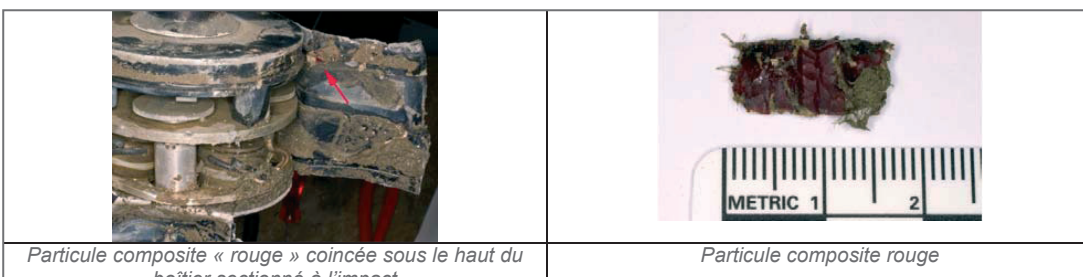 METRIC 1 2
Particule composite « rouge » coincée sous le haut du
boîtier sectionné à l'impact
Particule composite rouge